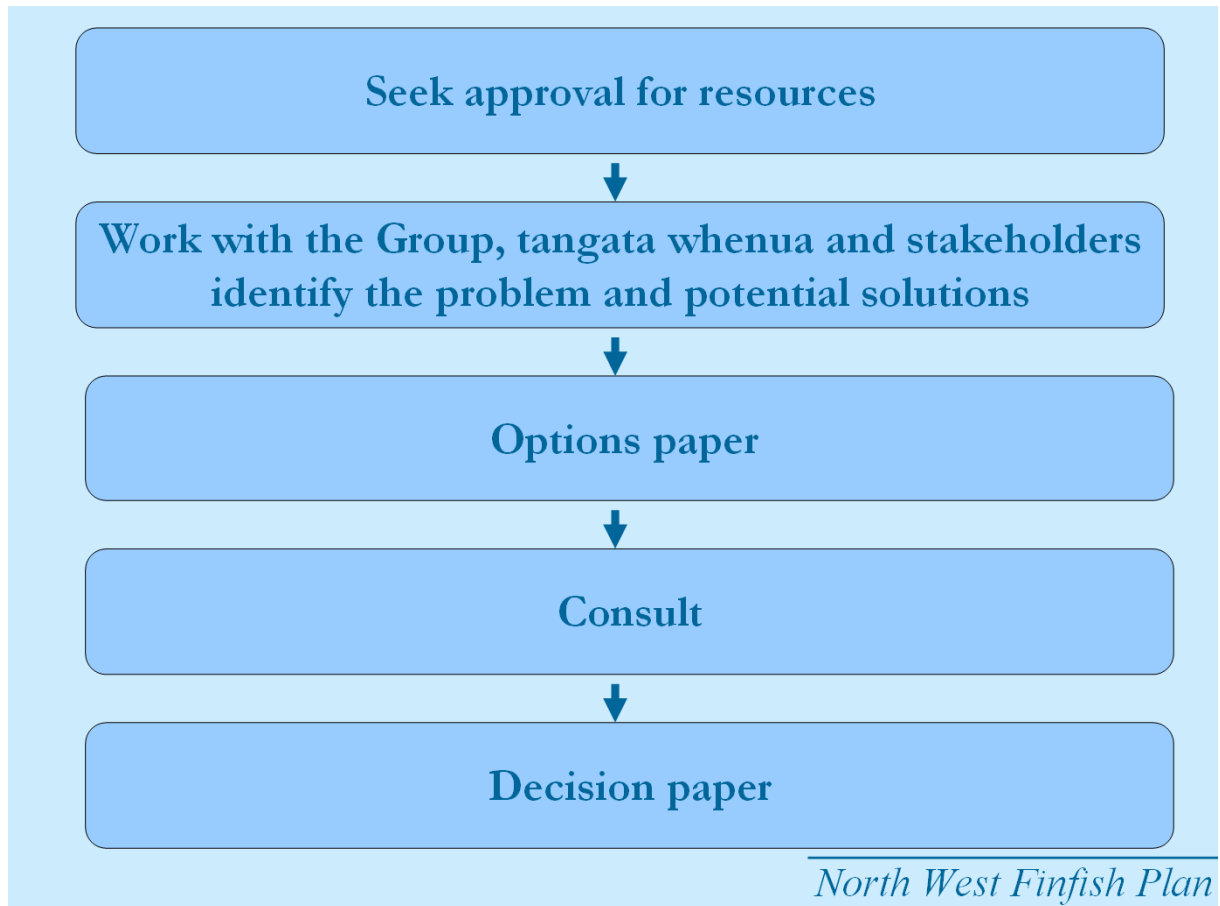 Seek approval for resources
Work with the Group, tangata whenua and stakeholders
identify the problem and potential solutions
Options paper
Consult
Decision paper
North West Finfish Plan